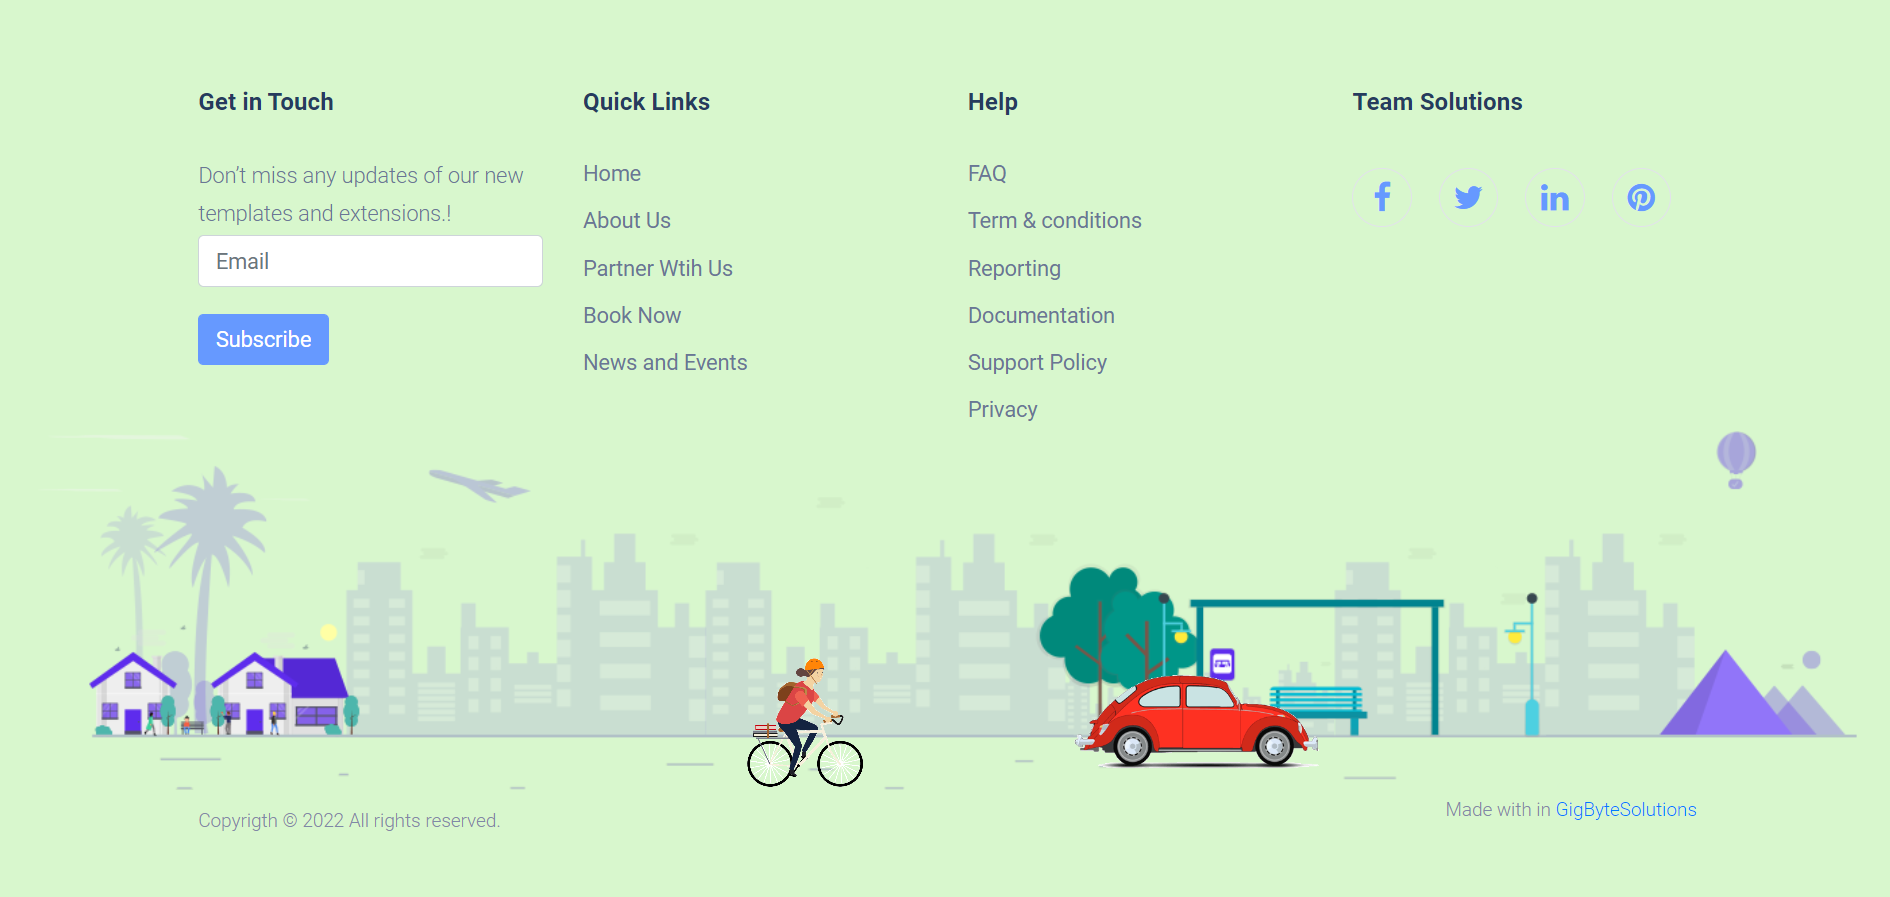 Get in Touch
Don’t miss any updates of our new
templates and extensions.!
Email
Subscribe
Quick Links
Home
About Us
Partner Wtih Us
Book Now
News and Events
Help
FAQ
Term & conditions
Reporting
Documentation
Support Policy
Privacy
Team Solutions
Copyrigth © 2022 All rights reserved.
Made with in GigByteSolutions